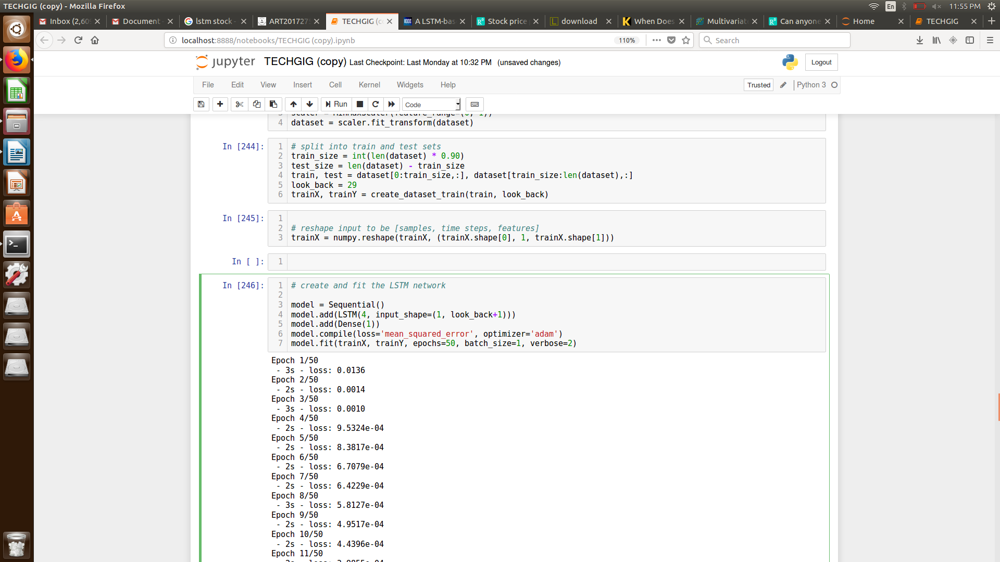 TECHGIG (copy) - Mozilla Firefox
En
11:55 PM
Inbox (2,60
Document -
lstm stock -
ART201727
TECHGIG (c
IEEE A LSTM-bas
Stock price
download
When Does
Multivariat
Can anyone
Home
TECHGIG
localhost:8888/notebooks/TECHGIG (copy).ipynb
110%
Search
jupyter TECHGIG (copy) Last Checkpoint: Last Monday at 10:32 PM (unsaved changes)
Logout
File Edit View Insert Cell Kernel Widgets Help
Trusted
Python 3
Run
Code
3 scaler = MinMaxScaler(feature_range=(0, 1))
4 dataset = scaler.fit_transform(dataset)
In [244]:
1 # split into train and test sets
2 train_size = int(len(dataset) * 0.90)
3 test_size = len(dataset) - train_size
4 train, test = dataset[0:train_size,:], dataset[train_size:len(dataset),:]
5 look_back = 29
6 trainX, trainY = create_dataset_train(train, look_back)
In [245]:
1
2 # reshape input to be [samples, time steps, features]
3 trainX = numpy.reshape(trainX, (trainX.shape[0], 1, trainX.shape[1]))
In [ ]:
1
In [246]:
1 # create and fit the LSTM network
2
3 model = Sequential()
4 model.add(LSTM(4, input_shape=(1, look_back+1)))
5 model.add(Dense(1))
6 model.compile(loss='mean_squared_error', optimizer='adam')
7 model.fit(trainX, trainY, epochs=50, batch_size=1, verbose=2)
Epoch 1/50
- 3s - loss: 0.0136
Epoch 2/50
- 2s - loss: 0.0014
Epoch 3/50
- 3s - loss: 0.0010
Epoch 4/50
- 2s - loss: 9.5324e-04
Epoch 5/50
- 2s - loss: 8.3817e-04
Epoch 6/50
- 2s - loss: 6.7079e-04
Epoch 7/50
- 2s - loss: 6.4229e-04
Epoch 8/50
- 3s - loss: 5.8127e-04
Epoch 9/50
- 2s - loss: 4.9517e-04
Epoch 10/50
- 2s - loss: 4.4396e-04
Epoch 11/50